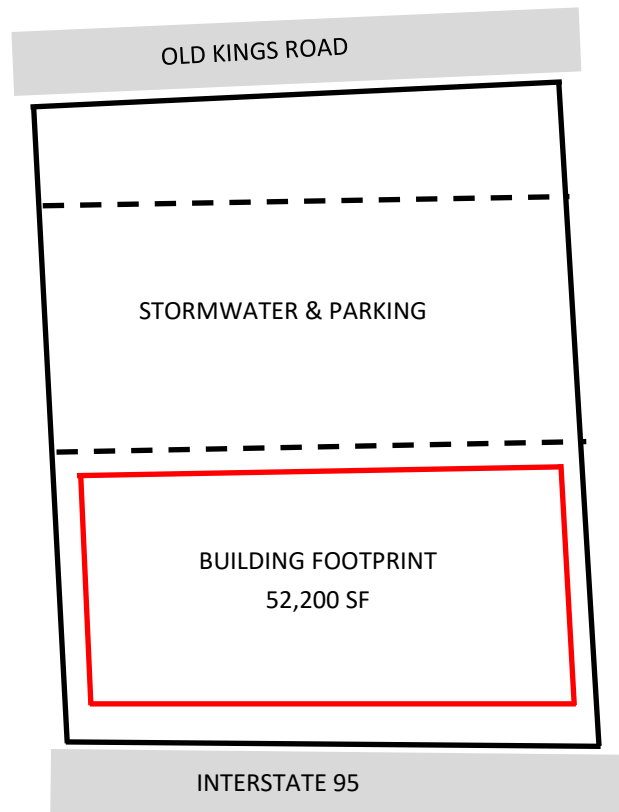 OLD KINGS ROAD
STORMWATER & PARKING
BUILDING FOOTPRINT
52,200 SF
INTERSTATE 95